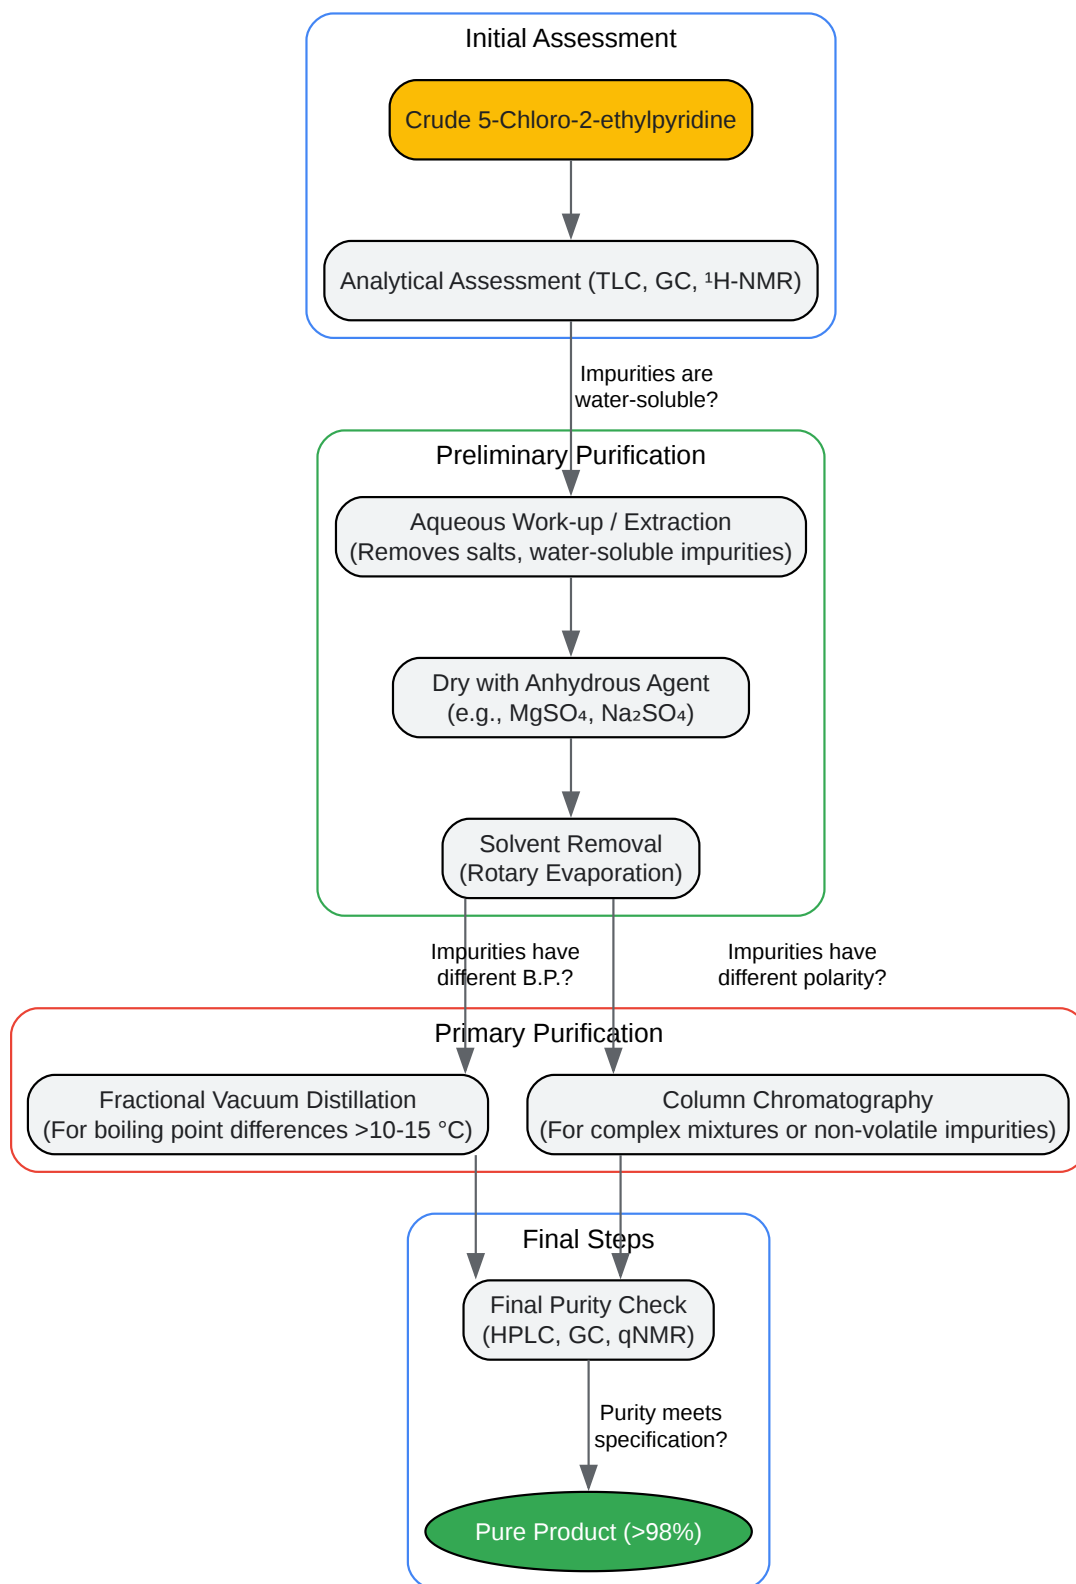 Initial Assessment
Crude 5-Chloro-2-ethylpyridine
Analytical Assessment (TLC, GC, ¹H-NMR)
Impurities are
water-soluble?
Preliminary Purification
Aqueous Work-up / Extraction
(Removes salts, water-soluble impurities)
Dry with Anhydrous Agent
(e.g., MgSO₄, Na₂SO₄)
Solvent Removal
(Rotary Evaporation)
Impurities have
different B.P.?
Impurities have
different polarity?
Primary Purification
Fractional Vacuum Distillation
(For boiling point differences >10-15 °C)
Column Chromatography
(For complex mixtures or non-volatile impurities)
Final Steps
Final Purity Check
(HPLC, GC, qNMR)
Purity meets
specification?
Pure Product (>98%)